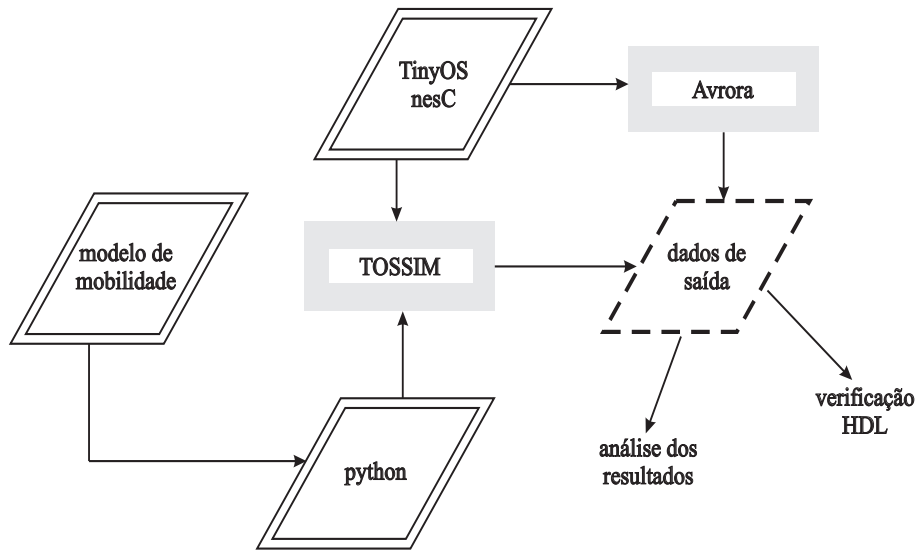 TinyOS
nesC
Avrora
modelo de
mobilidade
TOSSIM
dados de
saída
verificação
HDL
análise dos
resultados
python